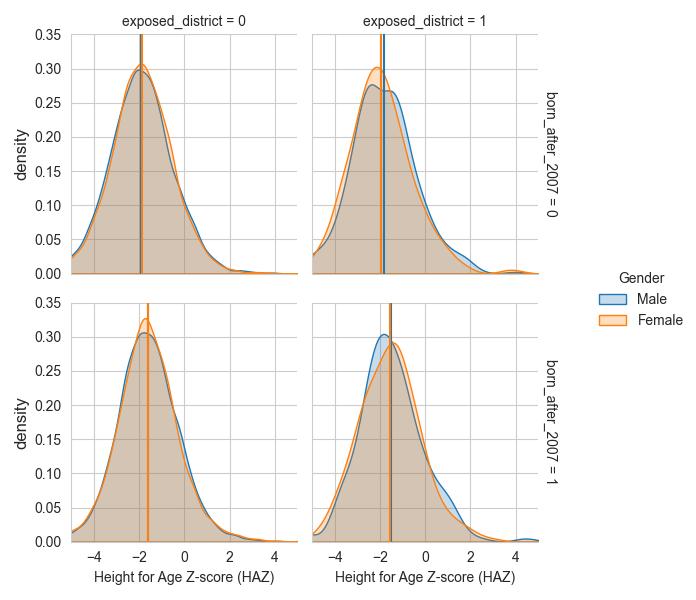 exposed_district = 0
exposed_district = 1
0.35
0.30
0.25
0.20
0.15
0.10
0.05
0.00
density
born_after_2007 = 0
Gender
Male
Female
0.35
0.30
0.25
0.20
0.15
0.10
0.05
0.00
density
born_after_2007 = 1
−4 −2 0 2 4
−4 −2 0 2 4
Height for Age Z-score (HAZ)
Height for Age Z-score (HAZ)